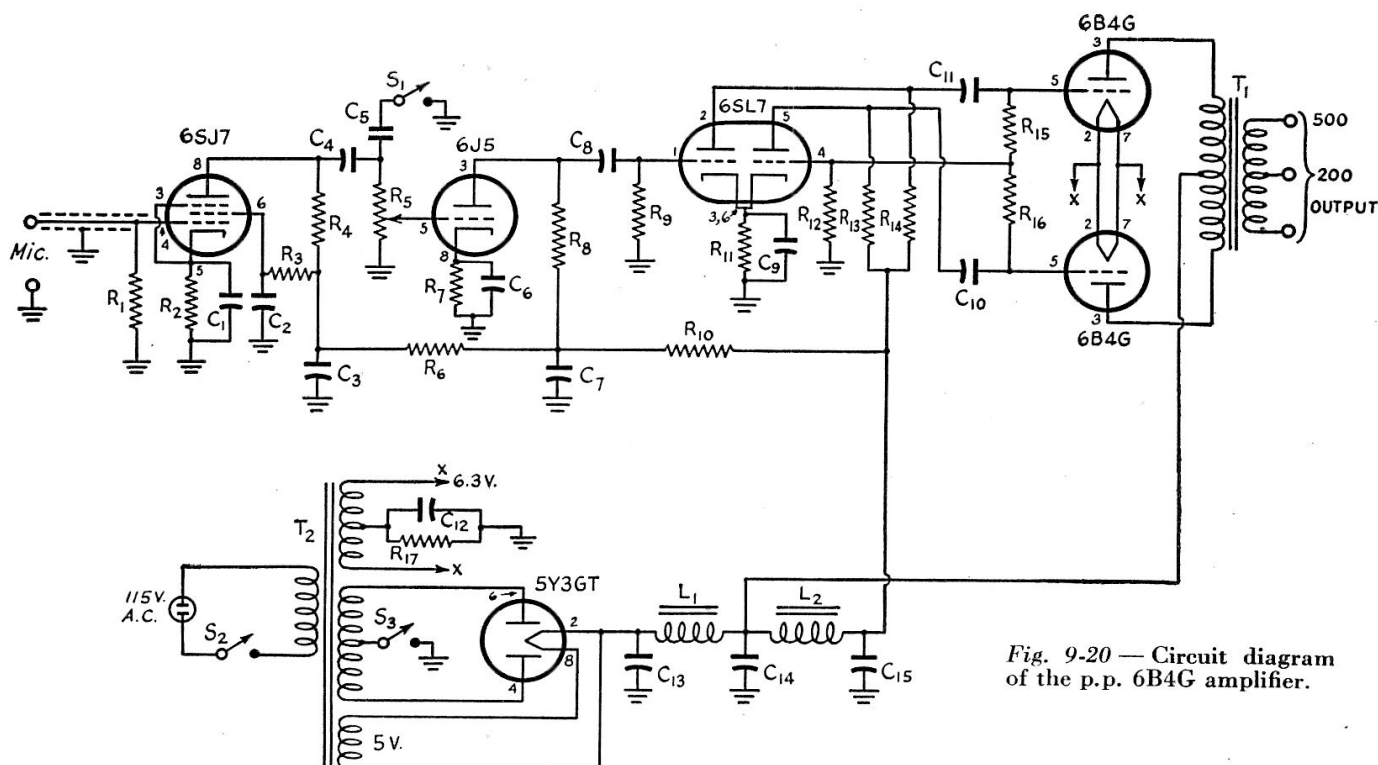 6B4G
3
5
2 7
X X
7 2
5
3
6B4G
T1
500
200
OUTPUT
C11
R15
R16
C10
6SL7
2 5
1 4
3,6
R11
C9
R12
R13
R14
C8
R9
R8
6J5
3
5
8
R7
C6
S1
C5
C4
R5
R4
6SJ7
8
3
4
6
5
Mic.
R1
R2
C1
C2
R3
C3
R6
C7
R10
X
6.3V.
C12
R17
X
T2
115V.
A.C.
S2
S3
5Y3GT
6
2
8
4
5V.
L1
L2
C13
C14
C15
Fig. 9-20 — Circuit diagram
of the p.p. 6B4G amplifier.